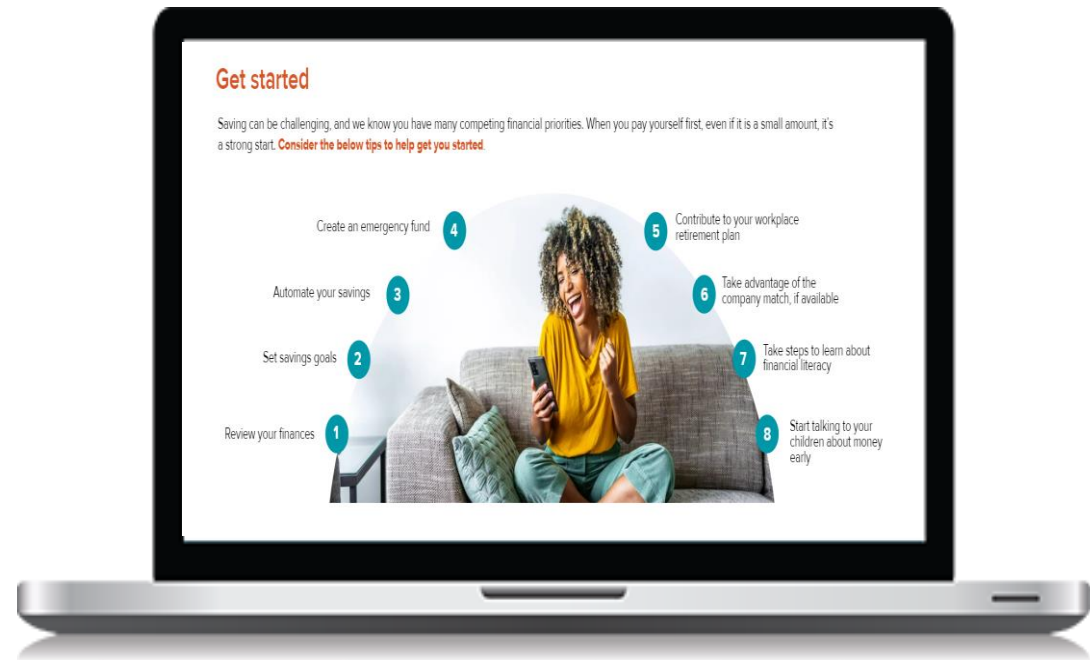 Get started
Saving can be challenging, and we know you have many competing financial priorities. When you pay yourself first, even if it is a small amount, it's
a strong start. Consider the below tips to help get you started.
1
Review your finances
2
Set savings goals
3
Automate your savings
4
Create an emergency fund
5
Contribute to your workplace
retirement plan
6
Take advantage of the
company match, if available
7
Take steps to learn about
financial literacy
8
Start talking to your
children about money
early